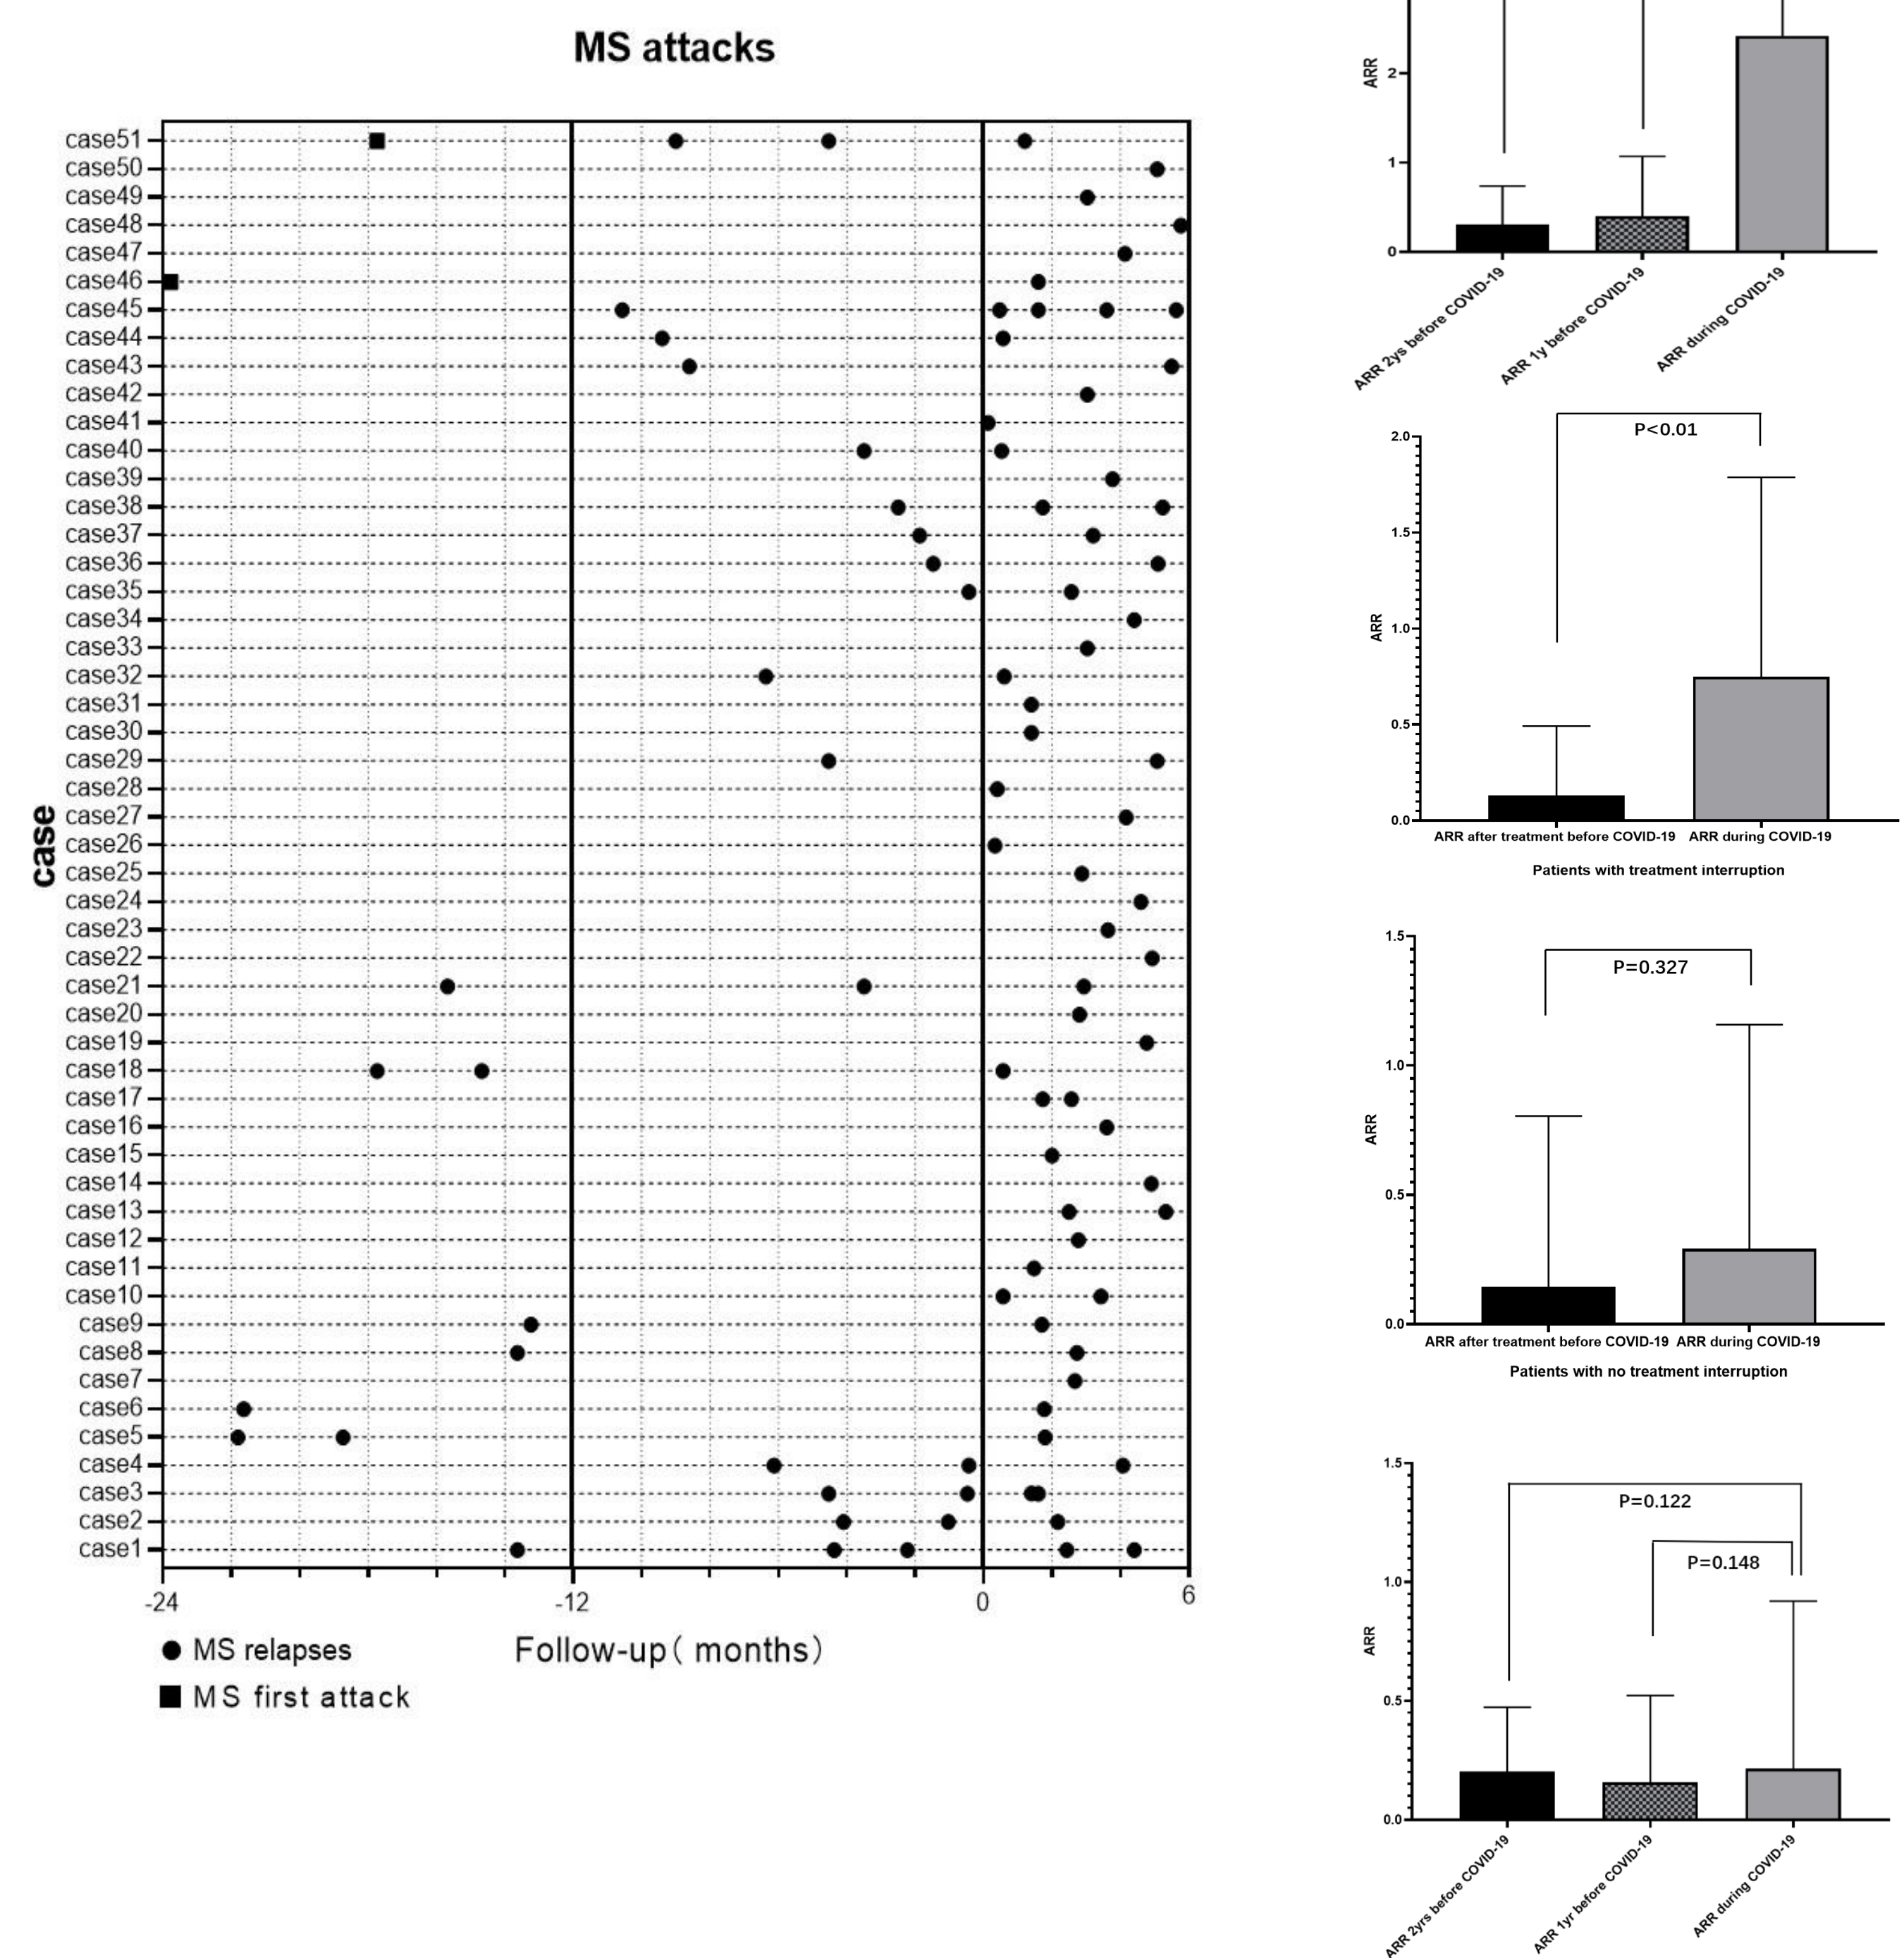 MS attacks
case
case51
case50
case49
case48
case47
case46
case45
case44
case43
case42
case41
case40
case39
case38
case37
case36
case35
case34
case33
case32
case31
case30
case29
case28
case27
case26
case25
case24
case23
case22
case21
case20
case19
case18
case17
case16
case15
case14
case13
case12
case11
case10
case9
case8
case7
case6
case5
case4
case3
case2
case1
-24 -12 0 6
Follow-up( months)
MS relapses
MS first attack
ARR
2
1
0
ARR 2ys before COVID-19
ARR 1y before COVID-19
ARR during COVID-19
P<0.01
ARR
2.0
1.5
1.0
0.5
0.0
ARR after treatment before COVID-19 ARR during COVID-19
Patients with treatment interruption
P=0.327
ARR
1.5
1.0
0.5
0.0
ARR after treatment before COVID-19 ARR during COVID-19
Patients with no treatment interruption
P=0.122
P=0.148
ARR
1.5
1.0
0.5
0.0
ARR 2yrs before COVID-19
ARR 1yr before COVID-19
ARR during COVID-19